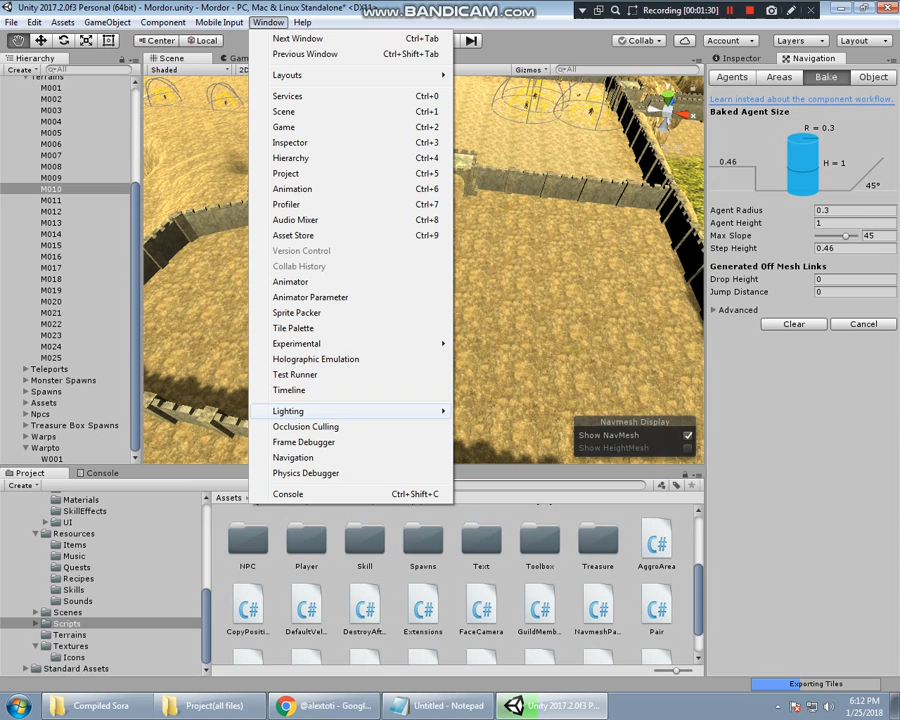 Unity 2017.2.0f3 Personal (64bit) - Mordor.unity - Mordor - PC, Mac & Linux Standalone* <DX11>
www.BANDICAM.com
Recording [00:01:30]
File Edit Assets GameObject Component Mobile Input Window Help
Center Local Collab Account Layers Layout
Hierarchy
Create All
Terrains
M001
M002
M003
M004
M005
M006
M007
M008
M009
M010
M011
M012
M013
M014
M015
M016
M017
M018
M019
M020
M021
M022
M023
M024
M025
Teleports
Monster Spawns
Spawns
Assets
Npcs
Treasure Box Spawns
Warps
Warpto
W001
Scene
Shaded 2D
Gizmos All
Next Window Ctrl+Tab
Previous Window Ctrl+Shift+Tab
Layouts
Services Ctrl+0
Scene Ctrl+1
Game Ctrl+2
Inspector Ctrl+3
Hierarchy Ctrl+4
Project Ctrl+5
Animation Ctrl+6
Profiler Ctrl+7
Audio Mixer Ctrl+8
Asset Store Ctrl+9
Version Control
Collab History
Animator
Animator Parameter
Sprite Packer
Tile Palette
Experimental
Holographic Emulation
Test Runner
Timeline
Lighting
Occlusion Culling
Frame Debugger
Navigation
Physics Debugger
Console Ctrl+Shift+C
Navmesh Display
Show NavMesh
Show HeightMesh
Inspector Navigation
Agents Areas Bake Object
Learn instead about the component workflow.
Baked Agent Size
R = 0.3
0.46
H = 1
45°
Agent Radius 0.3
Agent Height 1
Max Slope 45
Step Height 0.46
Generated Off Mesh Links
Drop Height 0
Jump Distance 0
Advanced
Clear Cancel
Project Console
Create
Materials
SkillEffects
UI
Resources
Items
Music
Quests
Recipes
Skills
Sounds
Scenes
Scripts
Terrains
Textures
Icons
Standard Assets
Assets
NPC Player Skill Spawns Text Toolbox Treasure AggroArea
CopyPositi... DefaultVel... DestroyAft... Extensions FaceCamera GuildMemb... NavmeshPa... Pair
Exporting Tiles
Compiled Sora
Project(all files)
@alextoti - Googl...
Untitled - Notepad
Unity 2017.2.0f3 P...
6:12 PM
1/25/2018